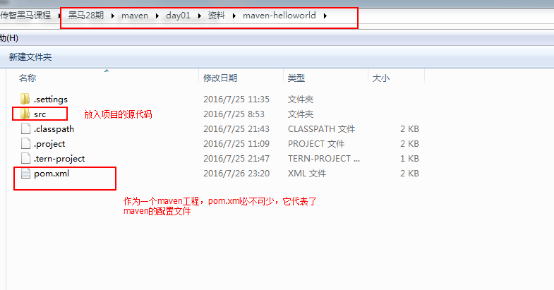 传智黑马课程 ▸ 黑马28期 ▸ maven ▸ day01 ▸ 资料 ▸ maven-helloworld ▸
助(H)
新建文件夹
名称 修改日期 类型 大小
.settings 2016/7/25 11:35 文件夹
src 2016/7/25 8:53 文件夹
放入项目的源代码
.classpath 2016/7/25 21:43 CLASSPATH 文件 2 KB
.project 2016/7/25 11:09 PROJECT 文件 2 KB
.tern-project 2016/7/25 21:47 TERN-PROJECT ... 1 KB
pom.xml 2016/7/26 23:20 XML 文件 2 KB
作为一个maven工程，pom.xm必不可少，它代表了
maven的配置文件